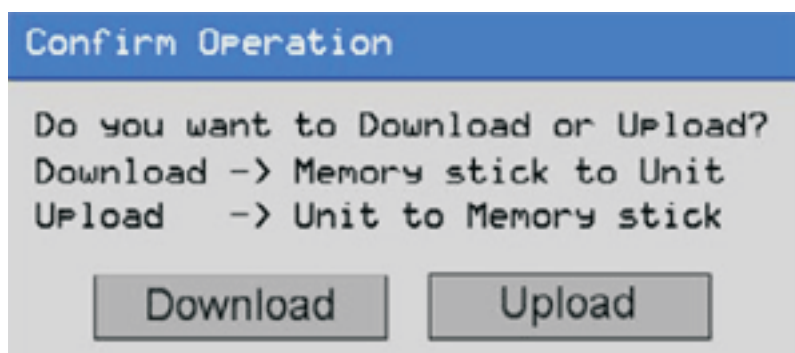 Confirm Operation
Do you want to Download or Upload?
Download -> Memory stick to Unit
Upload -> Unit to Memory stick
Download Upload